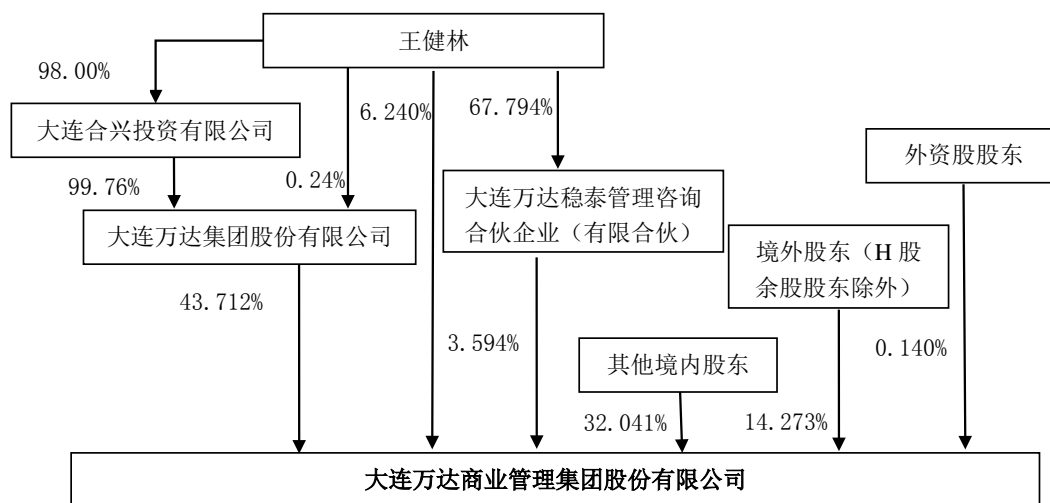 王健林
98.00%
6.240%
67.794%
大连合兴投资有限公司
外资股股东
99.76%
0.24%
大连万达稳泰管理咨询
合伙企业（有限合伙）
大连万达集团股份有限公司
境外股东（H 股
余股股东除外）
43.712%
3.594%
其他境内股东
0.140%
32.041%
14.273%
大连万达商业管理集团股份有限公司